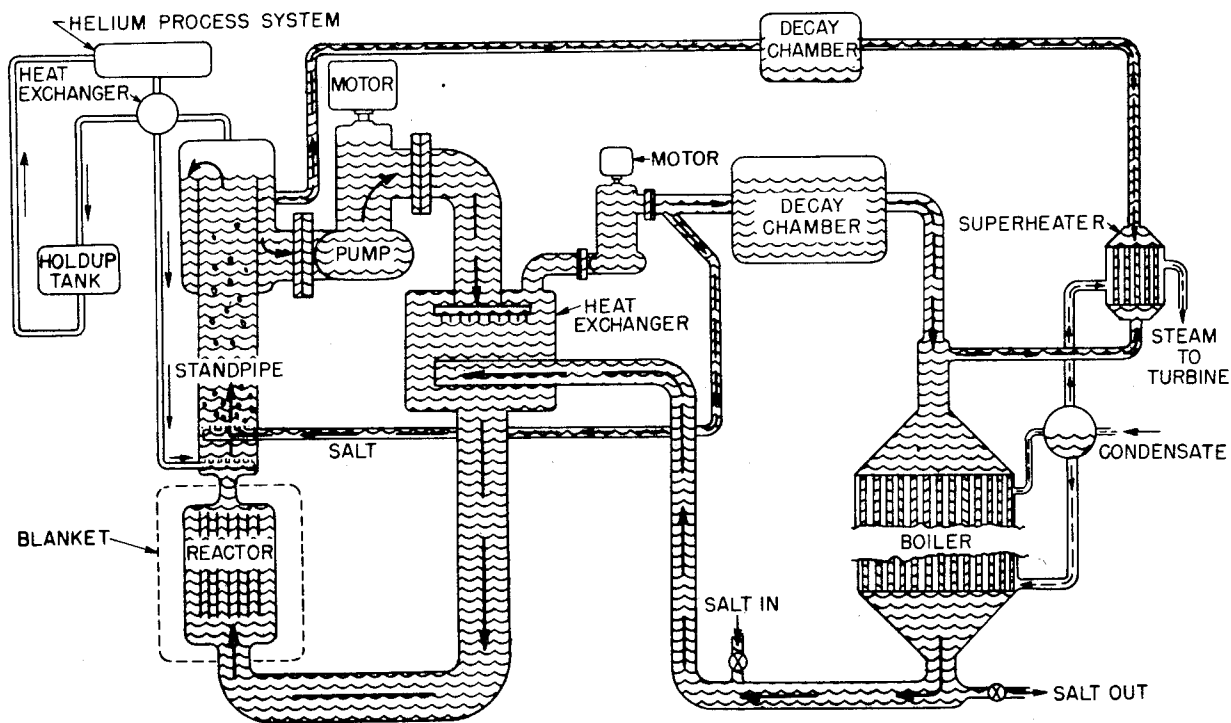 HELIUM PROCESS SYSTEM
HEAT
EXCHANGER
MOTOR
DECAY
CHAMBER
MOTOR
DECAY
CHAMBER
SUPERHEATER
HOLDUP
TANK
PUMP
HEAT
EXCHANGER
STEAM
TO
TURBINE
STANDPIPE
SALT
CONDENSATE
BLANKET
REACTOR
BOILER
SALT IN
SALT OUT